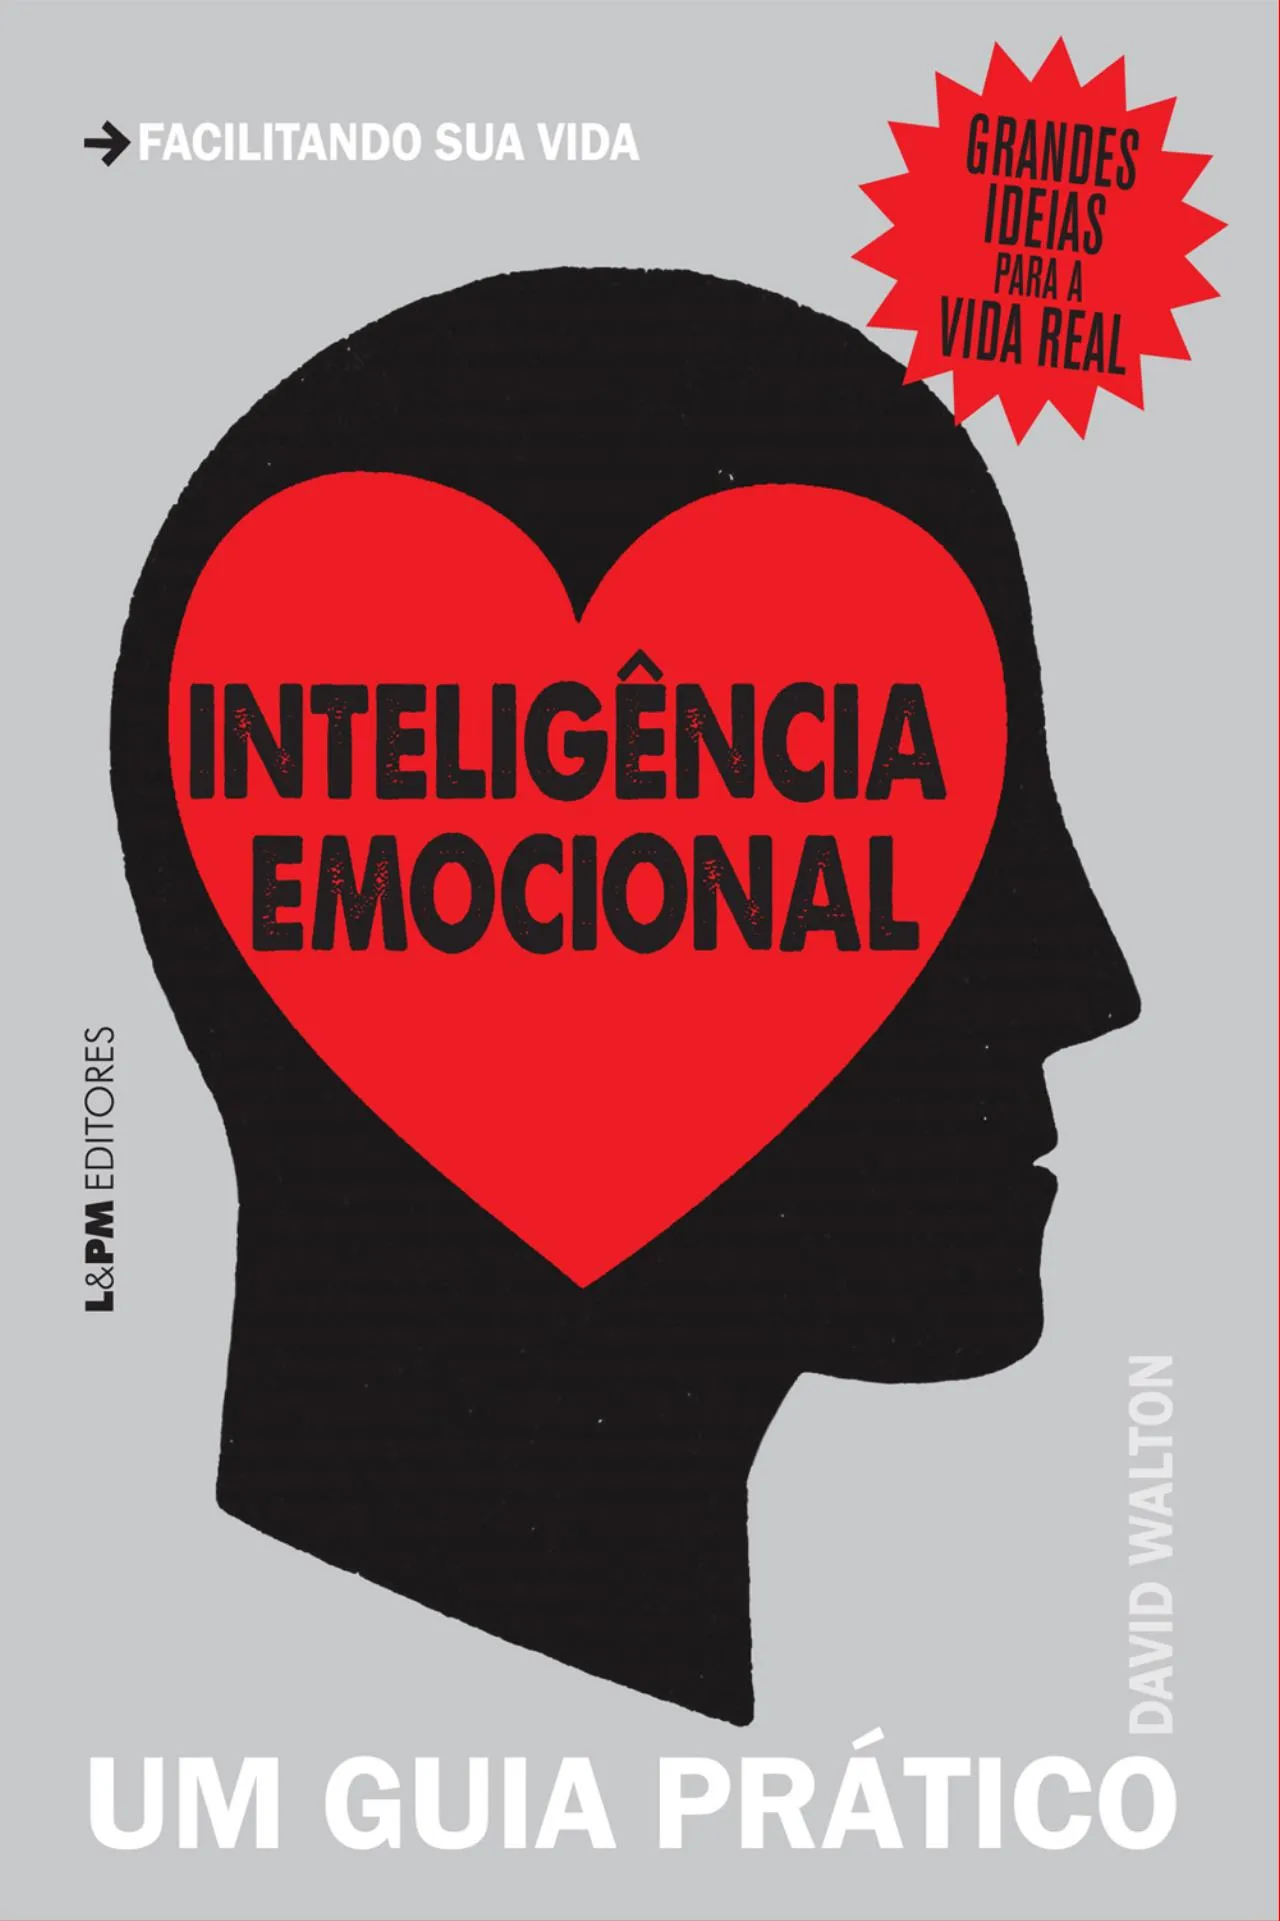 → FACILITANDO SUA VIDA
GRANDES
IDEIAS
PARA A
VIDA REAL
INTELIGÊNCIA
EMOCIONAL
L&PM EDITORES
DAVID WALTON
UM GUIA PRÁTICO